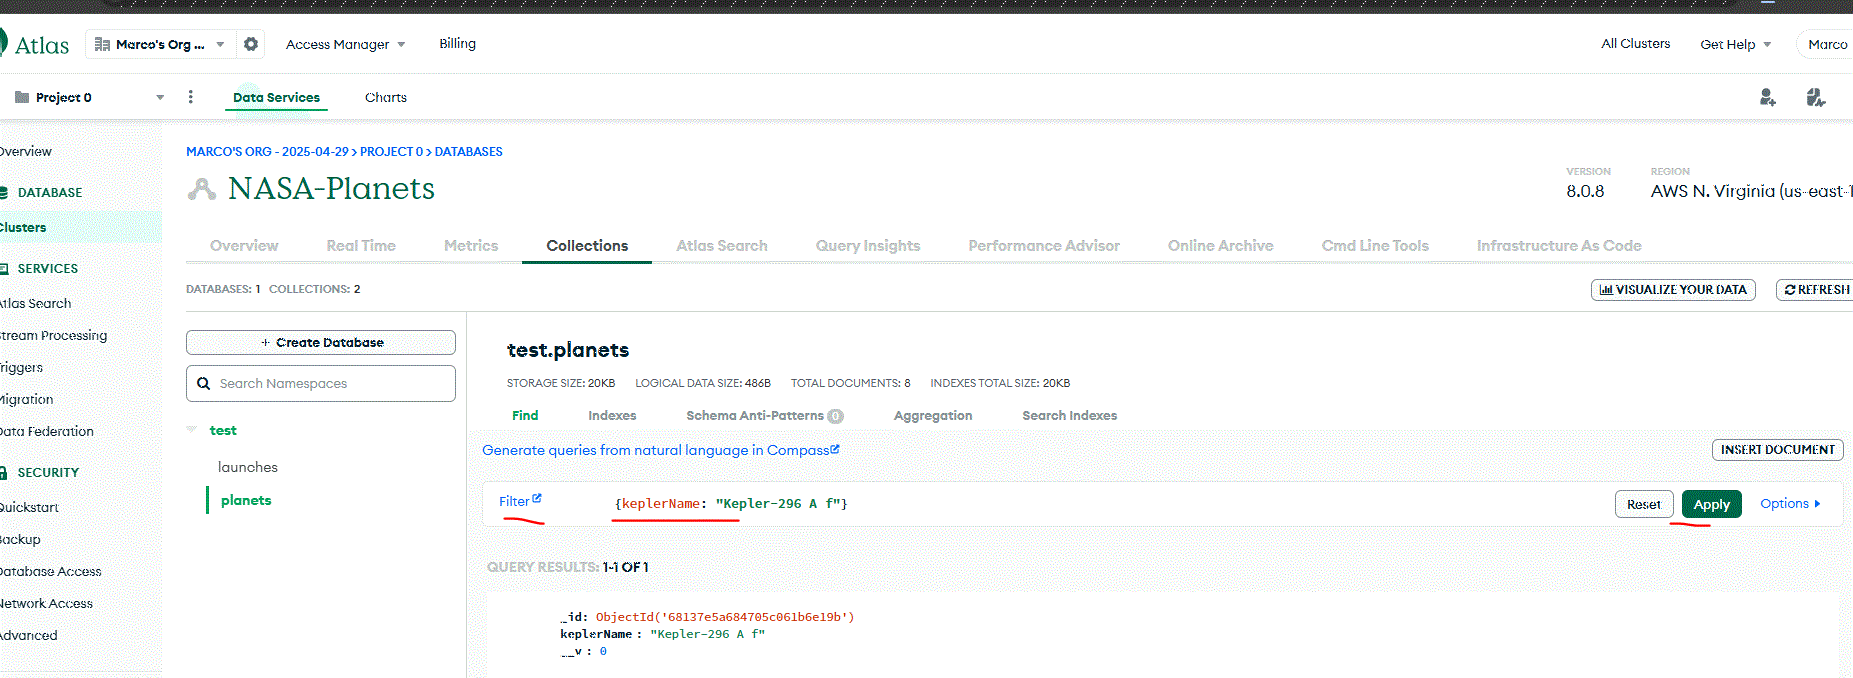 Atlas
Marco's Org ...
Access Manager
Billing
All Clusters
Get Help
Marco
Project 0
Data Services
Charts
Overview
DATABASE
Clusters
SERVICES
Atlas Search
Stream Processing
Triggers
Migration
Data Federation
SECURITY
Quickstart
Backup
Database Access
Network Access
Advanced
MARCO'S ORG - 2025-04-29 > PROJECT 0 > DATABASES
NASA-Planets
VERSION
8.0.8
REGION
AWS N. Virginia (us-east-1
Overview
Real Time
Metrics
Collections
Atlas Search
Query Insights
Performance Advisor
Online Archive
Cmd Line Tools
Infrastructure As Code
DATABASES: 1 COLLECTIONS: 2
VISUALIZE YOUR DATA
REFRESH
+ Create Database
Search Namespaces
test
launches
planets
test.planets
STORAGE SIZE: 20KB LOGICAL DATA SIZE: 486B TOTAL DOCUMENTS: 8 INDEXES TOTAL SIZE: 20KB
Find
Indexes
Schema Anti-Patterns 0
Aggregation
Search Indexes
Generate queries from natural language in Compass
INSERT DOCUMENT
Filter
{keplerName: "Kepler-296 A f"}
Reset
Apply
Options
QUERY RESULTS: 1-1 OF 1
_id: ObjectId('68137e5a684705c061b6e19b')
keplerName: "Kepler-296 A f"
__v: 0